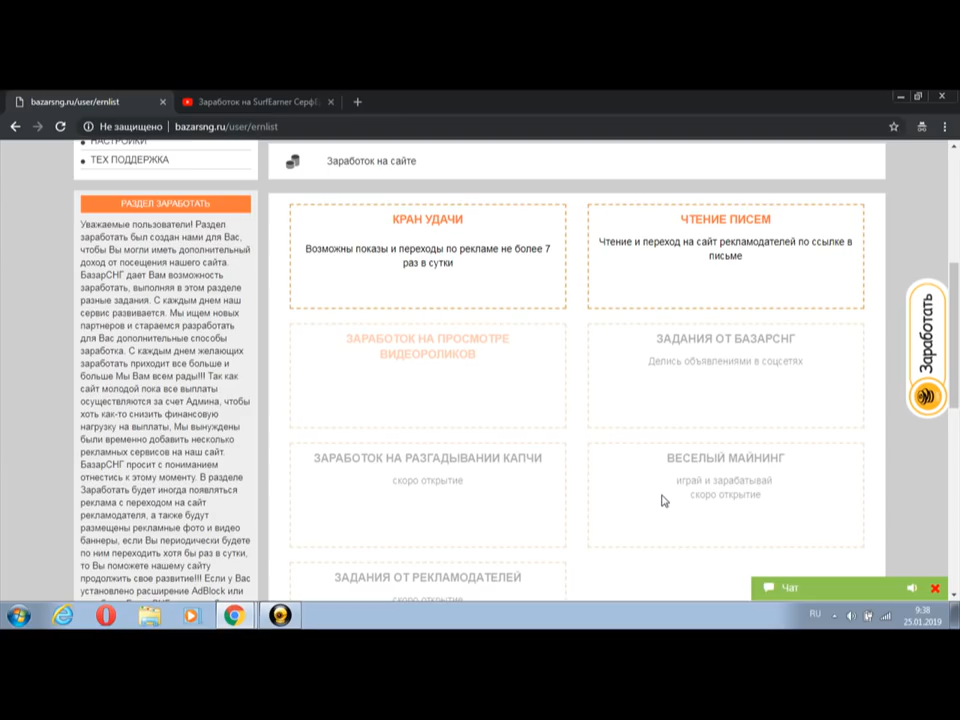 bazarsng.ru/user/ernlist
Заработок на SurfEarner Серф
Не защищено
bazarsng.ru/user/ernlist
НАСТРОЙКИ
ТЕХ ПОДДЕРЖКА
РАЗДЕЛ ЗАРАБОТАТЬ
Уважаемые пользователи! Раздел
заработать был создан нами для Вас,
чтобы Вы могли иметь дополнительный
доход от посещения нашего сайта.
БазарСНГ дает Вам возможность
заработать, выполняя в этом разделе
разные задания. С каждым днем наш
сервис развивается. Мы ищем новых
партнеров и стараемся разработать
для Вас дополнительные способы
заработка. С каждым днем желающих
заработать приходит все больше и
больше Мы Вам всем рады!!! Так как
сайт молодой пока все выплаты
осуществляются за счет Админа, чтобы
хоть как-то снизить финансовую
нагрузку на выплаты, Мы вынуждены
были временно добавить несколько
рекламных сервисов на наш сайт.
БазарСНГ просит с пониманием
отнестись к этому моменту. В разделе
Заработать будет иногда появляться
реклама с переходом на сайт
рекламодателя, а также будут
размещены рекламные фото и видео
баннеры, если Вы периодически будете
по ним переходить хотя бы раз в сутки,
то Вы поможете нашему сайту
продолжить свое развитие!!! Если у Вас
установлено расширение AdBlock или
Заработок на сайте
КРАН УДАЧИ
Возможны показы и переходы по рекламе не более 7
раз в сутки
ЧТЕНИЕ ПИСЕМ
Чтение и переход на сайт рекламодателей по ссылке в
письме
ЗАРАБОТОК НА ПРОСМОТРЕ
ВИДЕОРОЛИКОВ
ЗАДАНИЯ ОТ БАЗАРСНГ
Делись объявлениями в соцсетях
ЗАРАБОТОК НА РАЗГАДЫВАНИИ КАПЧИ
скоро открытие
ВЕСЕЛЫЙ МАЙНИНГ
играй и зарабатывай
скоро открытие
ЗАДАНИЯ ОТ РЕКЛАМОДАТЕЛЕЙ
скоро открытие
Заработать
Чат
RU
9:38
25.01.2019